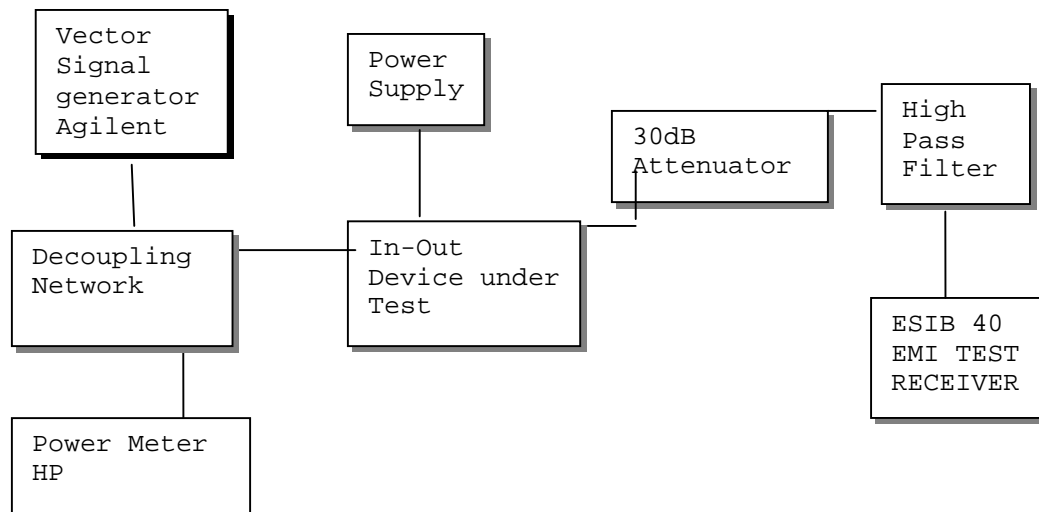 Vector
Signal
generator
Agilent
Power
Supply
30dB
Attenuator
High
Pass
Filter
Decoupling
Network
In-Out
Device under
Test
ESIB 40
EMI TEST
RECEIVER
Power Meter
HP